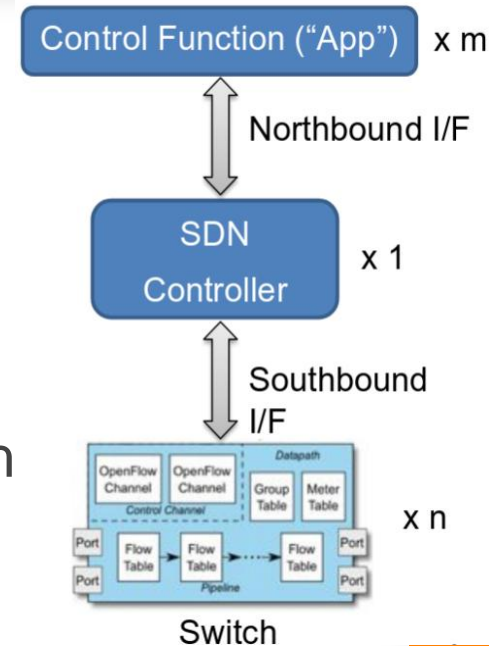 Control Function (“App”)
x m
Northbound I/F
SDN
Controller
x 1
Southbound
I/F
n
OpenFlow
Channel
OpenFlow
Channel
Control Channel
Datapath
Group
Table
Meter
Table
x n
Port
Port
Flow
Table
Flow
Table
Flow
Table
Port
Port
Pipeline
Switch